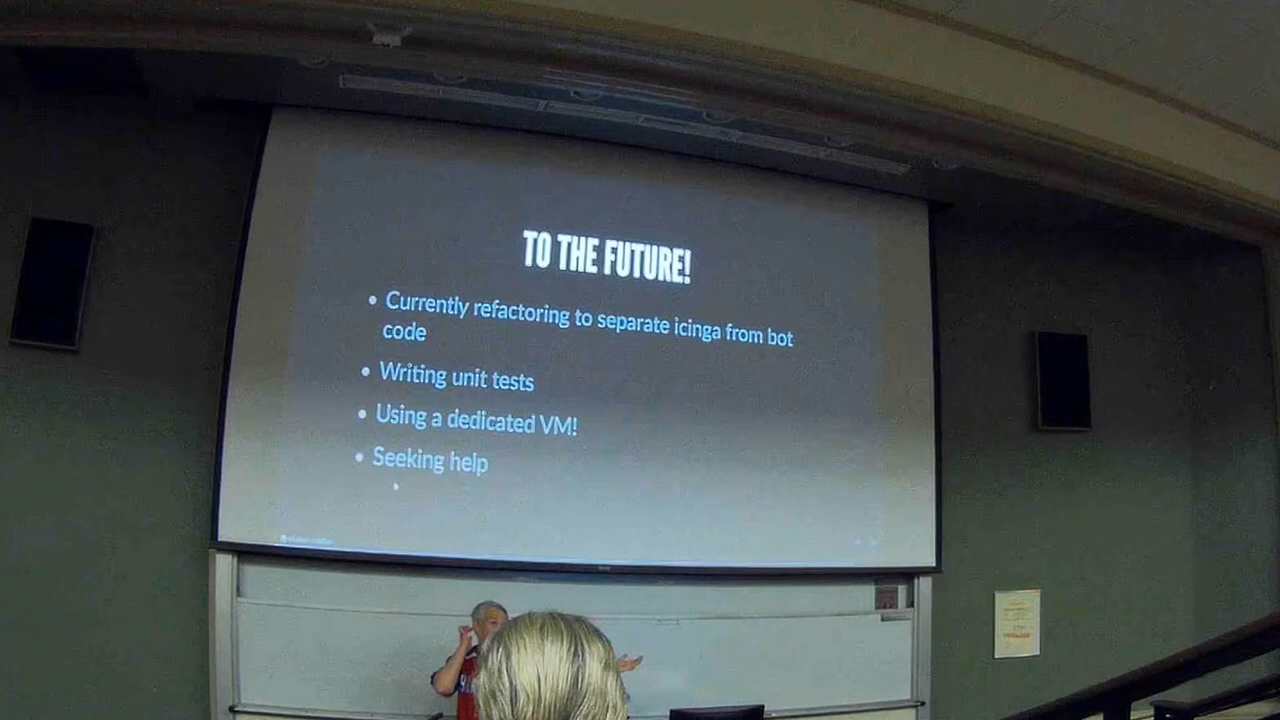 TO THE FUTURE!
• Currently refactoring to separate icinga from bot
code
• Writing unit tests
• Using a dedicated VM!
• Seeking help